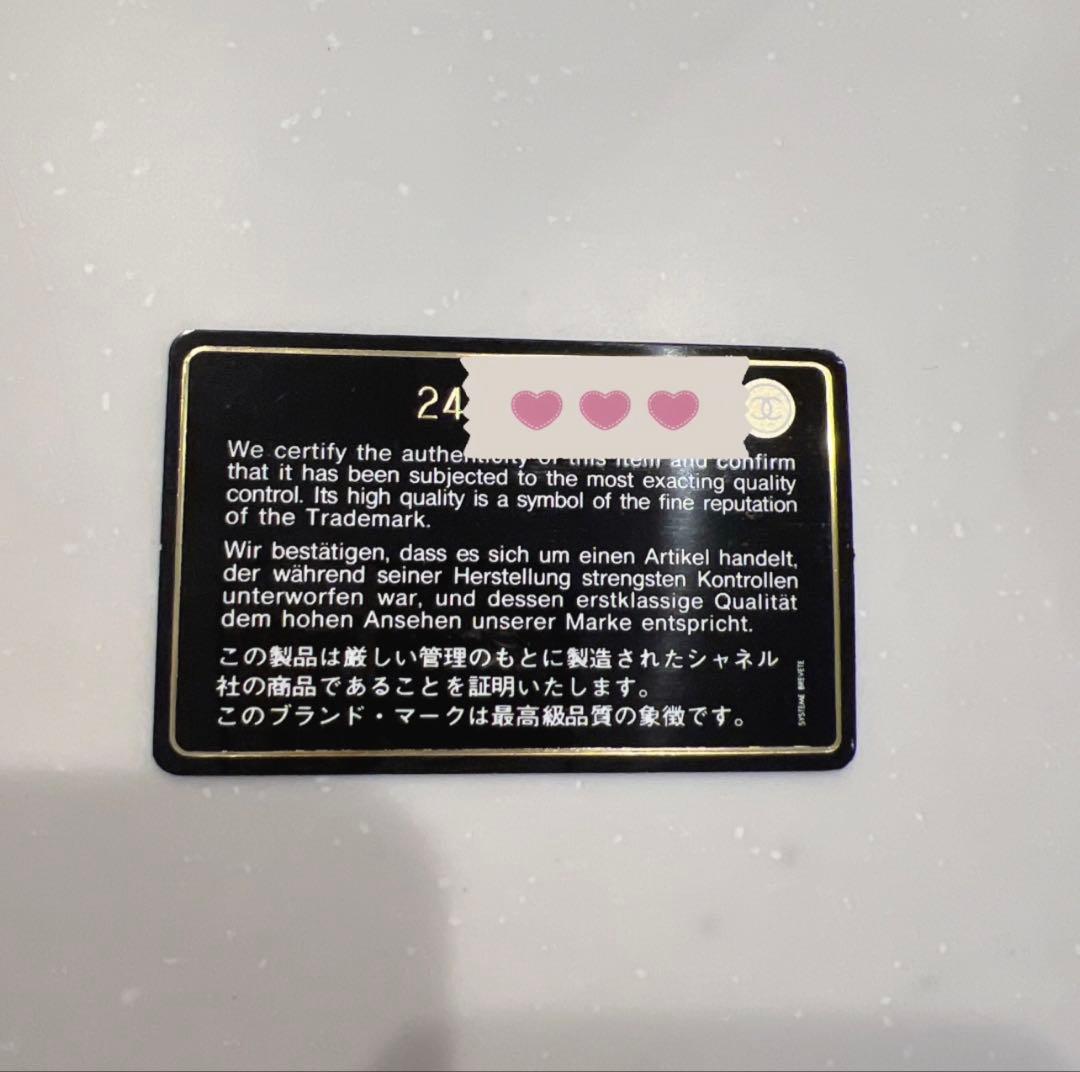 24
We certify the authenticity of this item and confirm
that it has been subjected to the most exacting quality
control. Its high quality is a symbol of the fine reputation
of the Trademark.
Wir bestätigen, dass es sich um einen Artikel handelt,
der während seiner Herstellung strengsten Kontrollen
unterworfen war, und dessen erstklassige Qualität
dem hohen Ansehen unserer Marke entspricht.
この製品は厳しい管理のもとに製造されたシャネル
社の商品であることを証明いたします。
このブランド・マークは最高級品質の象徴です。
SYSTEME BREVETE